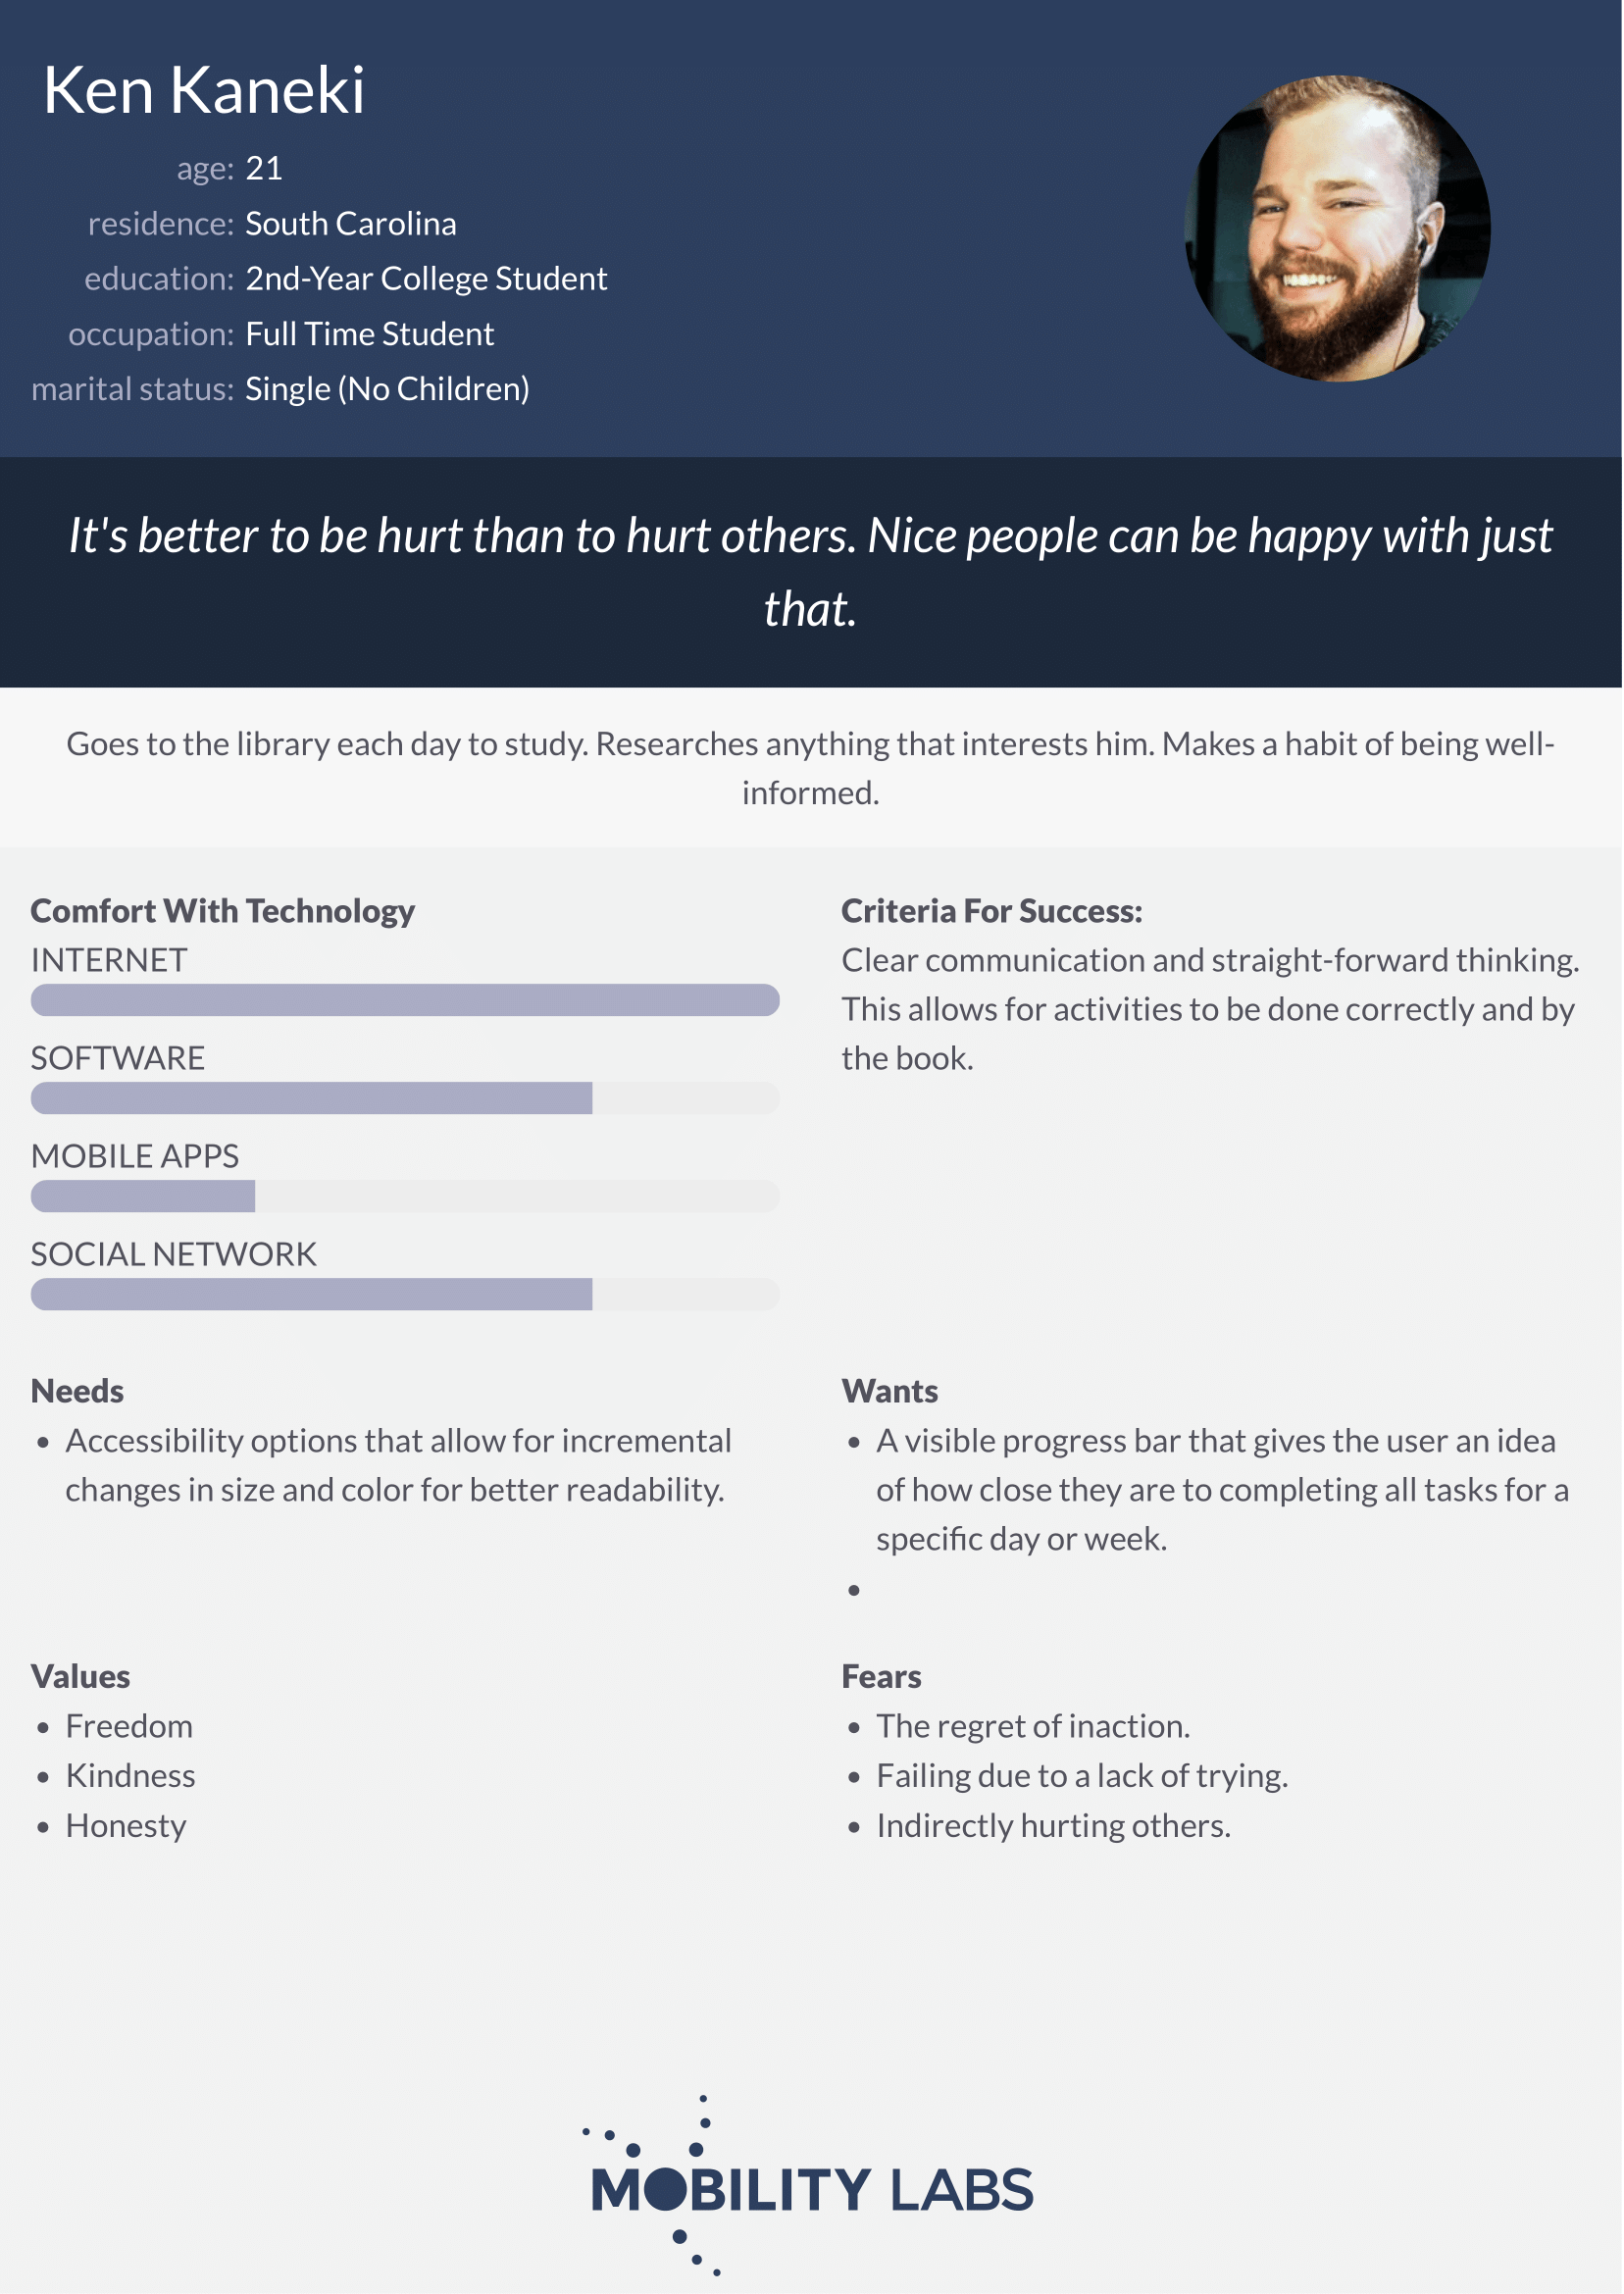 Ken Kaneki
age: 21
residence: South Carolina
education: 2nd-Year College Student
occupation: Full Time Student
marital status: Single (No Children)
It's better to be hurt than to hurt others. Nice people can be happy with just
that.
Goes to the library each day to study. Researches anything that interests him. Makes a habit of being well-
informed.
Comfort With Technology
INTERNET
SOFTWARE
MOBILE APPS
SOCIAL NETWORK
Criteria For Success:
Clear communication and straight-forward thinking.
This allows for activities to be done correctly and by
the book.
Needs
• Accessibility options that allow for incremental
changes in size and color for better readability.
Wants
• A visible progress bar that gives the user an idea
of how close they are to completing all tasks for a
specific day or week.
•
Values
• Freedom
• Kindness
• Honesty
Fears
• The regret of inaction.
• Failing due to a lack of trying.
• Indirectly hurting others.
MOBILITY LABS